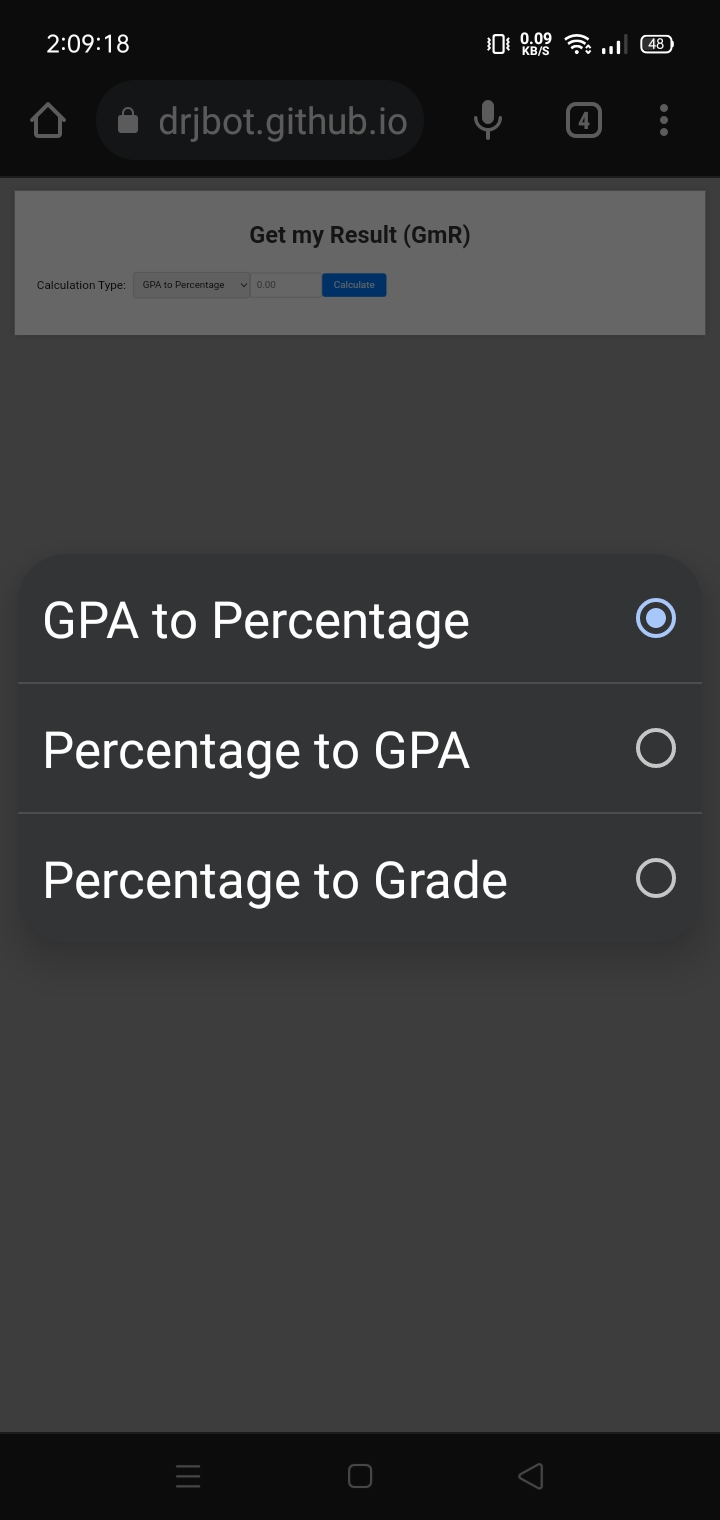 2:09:18
0.09
KB/S
48
drjbot.github.io
4
Get my Result (GmR)
Calculation Type: GPA to Percentage 0.00 Calculate
GPA to Percentage
Percentage to GPA
Percentage to Grade